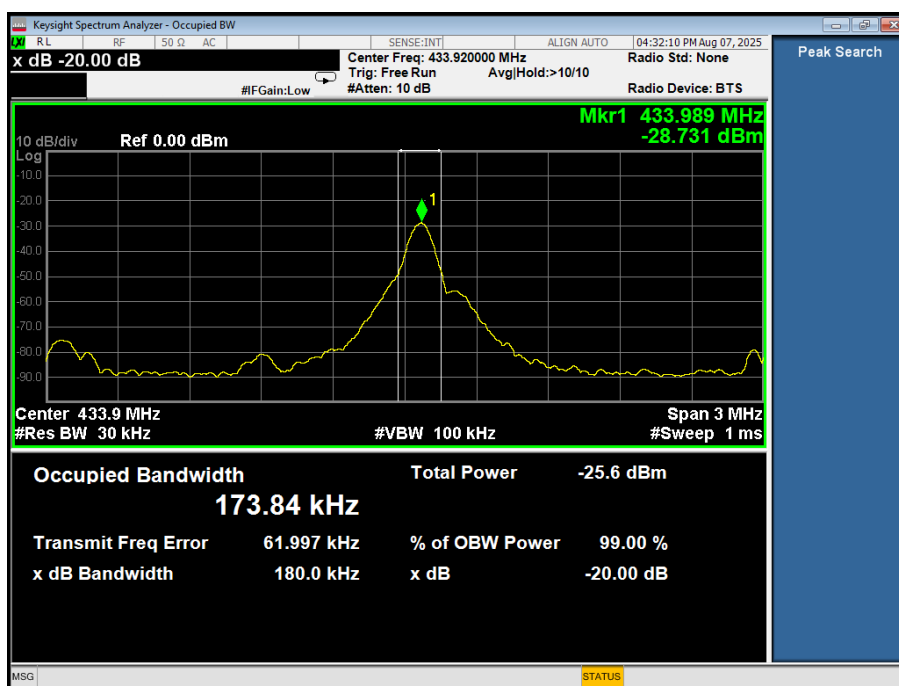 Keysight Spectrum Analyzer - Occupied BW
LXI RL RF 50 Ω AC SENSE:INT ALIGN AUTO 04:32:10 PM Aug 07, 2025
x dB -20.00 dB
Center Freq: 433.920000 MHz
Radio Std: None
Trig: Free Run Avg|Hold:>10/10
#IFGain:Low #Atten: 10 dB Radio Device: BTS
Peak Search
Mkr1 433.989 MHz
-28.731 dBm
10 dB/div Ref 0.00 dBm
Log
-10.0
-20.0
1
-30.0
-40.0
-50.0
-60.0
-70.0
-80.0
-90.0
Center 433.9 MHz Span 3 MHz
#Res BW 30 kHz #VBW 100 kHz #Sweep 1 ms
Occupied Bandwidth Total Power -25.6 dBm
173.84 kHz
Transmit Freq Error 61.997 kHz % of OBW Power 99.00 %
x dB Bandwidth 180.0 kHz x dB -20.00 dB
MSG STATUS